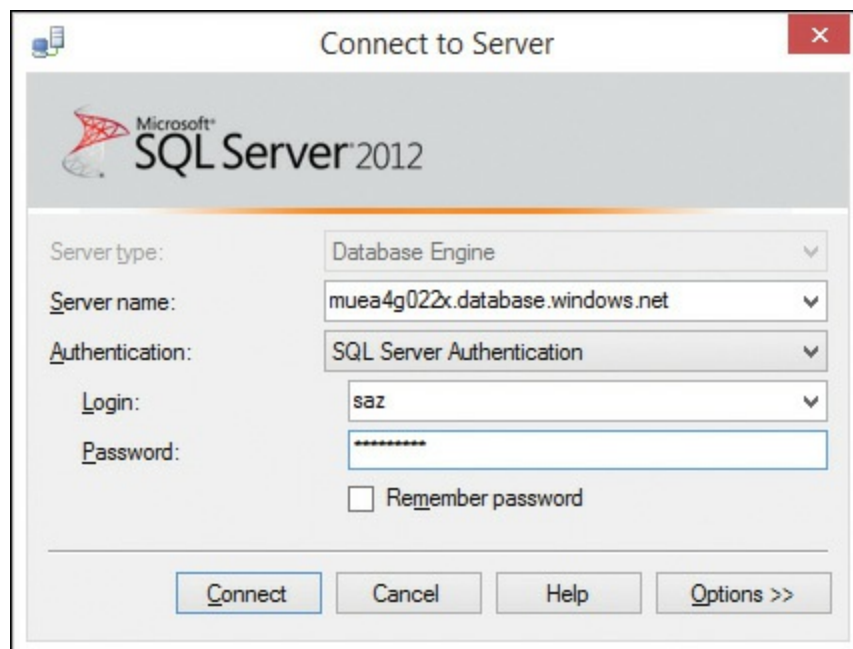 Connect to Server
Microsoft®
SQL Server® 2012
Server type:
Database Engine
Server name:
muea4g022x.database.windows.net
Authentication:
SQL Server Authentication
Login:
saz
Password:
*********
Remember password
Connect
Cancel
Help
Options >>